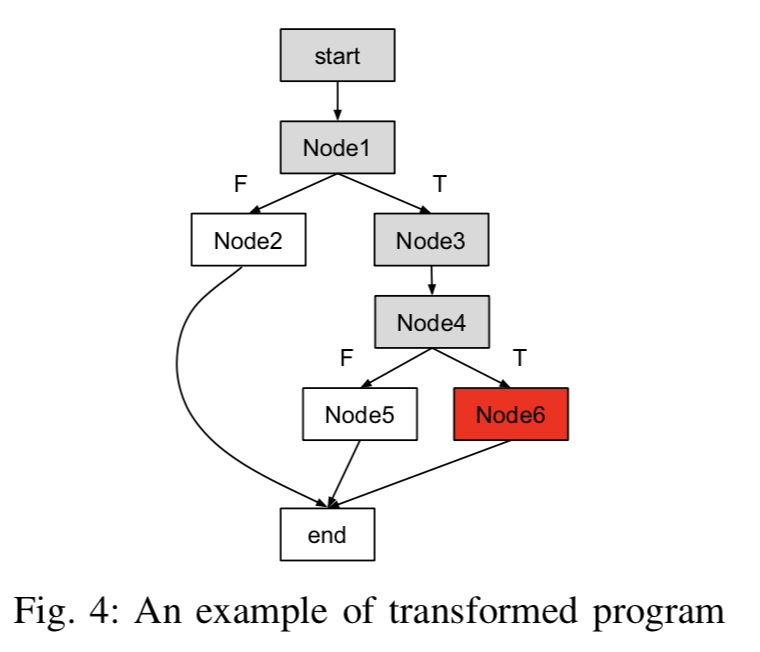 start
Node1
F
T
Node2
Node3
Node4
F
T
Node5
Node6
end
Fig. 4: An example of transformed program